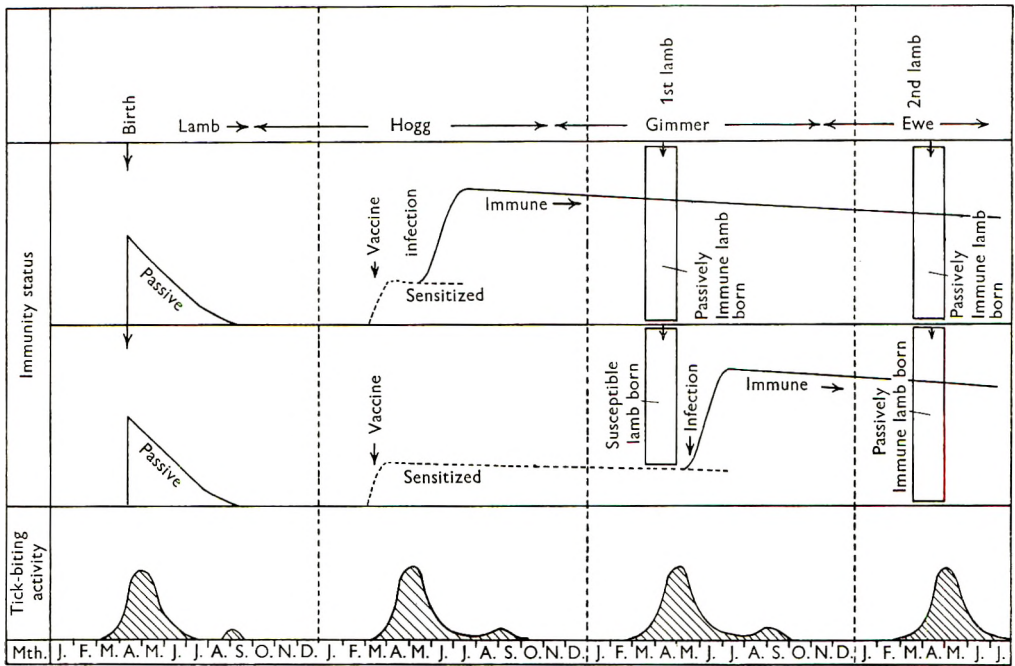 Birth
1st lamb
2nd lamb
Lamb
Hogg
Gimmer
Ewe
Immunity status
Passive
Vaccine
infection
Sensitized
Immune
Passively
Immune lamb
born
Passively
Immune lamb
born
Passive
Vaccine
Sensitized
Susceptible
lamb born
Infection
Immune
Passively
Immune lamb born
Tick-biting
activity
Mth. J. F. M. A. M. J. J. A. S. O. N. D. J. F. M. A. M. J. J. A. S. O. N. D. J. F. M. A. M. J. J. A. S. O. N. D. J. F. M. A. M. J. J.